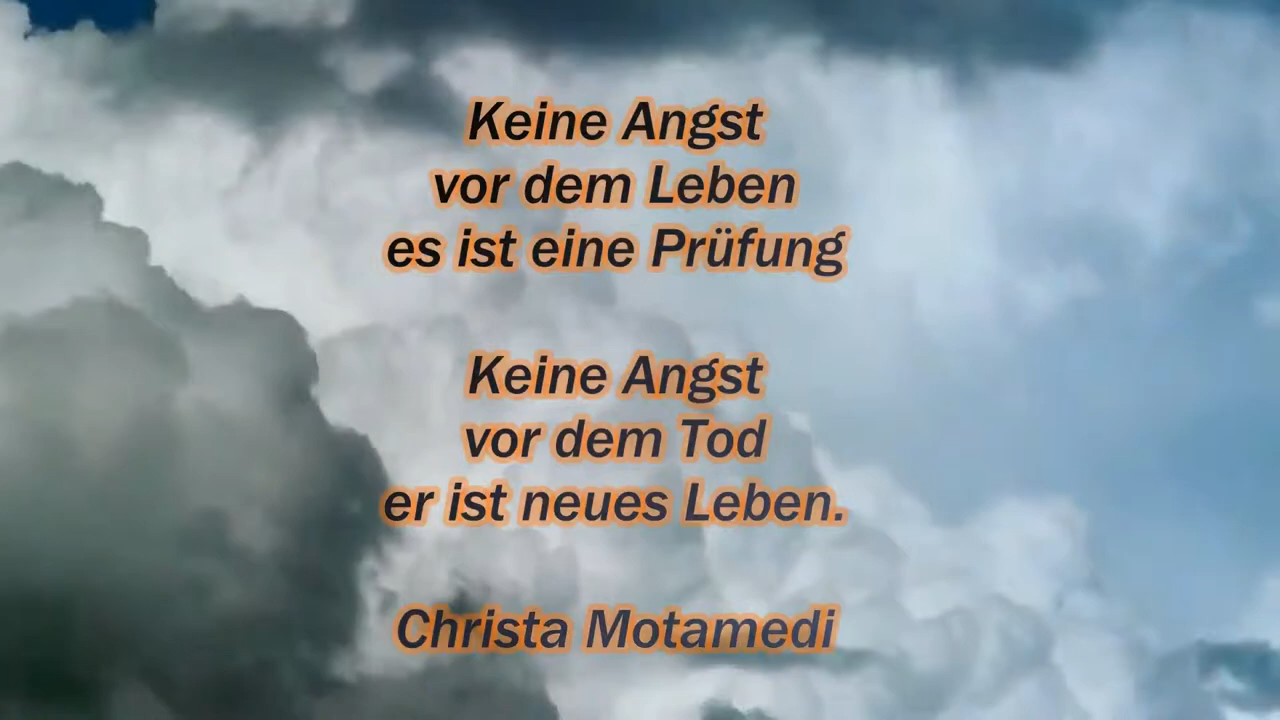 Keine Angst
vor dem Leben
es ist eine Prüfung
Keine Angst
vor dem Tod
er ist neues Leben.
Christa Motamedi